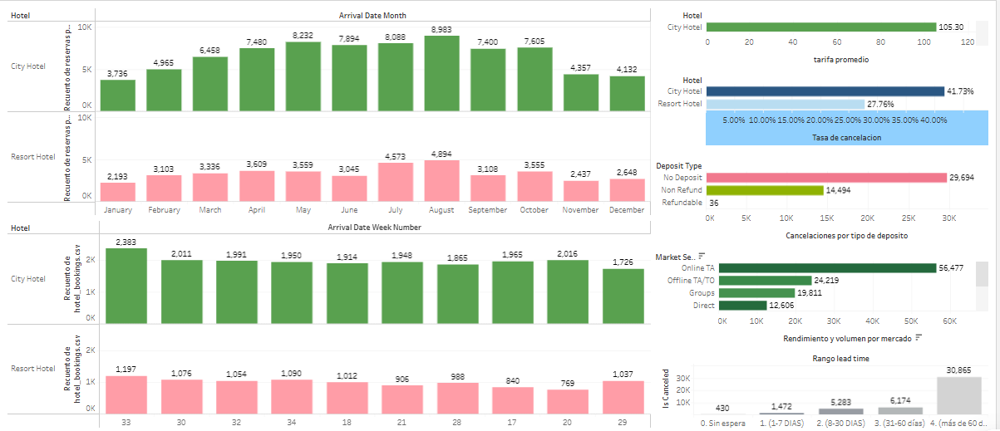 Hotel
Arrival Date Month
City Hotel
Recuento de reservas p...
10K
5K
0K
3,736
4,965
6,458
7,480
8,232
7,894
8,088
8,983
7,400
7,605
4,357
4,132
Resort Hotel
Recuento de reservas p...
10K
5K
0K
2,193
3,103
3,336
3,609
3,559
3,045
4,573
4,894
3,108
3,555
2,437
2,648
January February March April May June July August September October November December
Hotel
Arrival Date Week Number
City Hotel
Recuento de
hotel_bookings.csv
2K
1K
0K
2,383
2,011
1,991
1,950
1,914
1,948
1,865
1,965
2,016
1,726
Resort Hotel
Recuento de
hotel_bookings.csv
2K
1K
0K
1,197
1,076
1,054
1,090
1,012
906
988
840
769
1,037
33 30 32 34 18 21 28 17 20 29
Hotel
City Hotel 105.30
0 20 40 60 80 100 120
tarifa promedio
Hotel
City Hotel 41.73%
Resort Hotel 27.76%
5.00% 10.00% 15.00% 20.00% 25.00% 30.00% 35.00% 40.00%
Tasa de cancelacion
Deposit Type
No Deposit 29,694
Non Refund 14,494
Refundable 36
0K 5K 10K 15K 20K 25K 30K
Cancelaciones por tipo de deposito
Market Se..
Online TA 56,477
Offline TA/TO 24,219
Groups 19,811
Direct 12,606
0K 10K 20K 30K 40K 50K 60K
Rendimiento y volumen por mercado
Rango lead time
Is Canceled
30K
20K
10K
430
1,472
5,283
6,174
30,865
0. Sin espera 1. (1-7 DIAS) 2. (8-30 DIAS) 3. (31-60 días) 4. (más de 60 d..